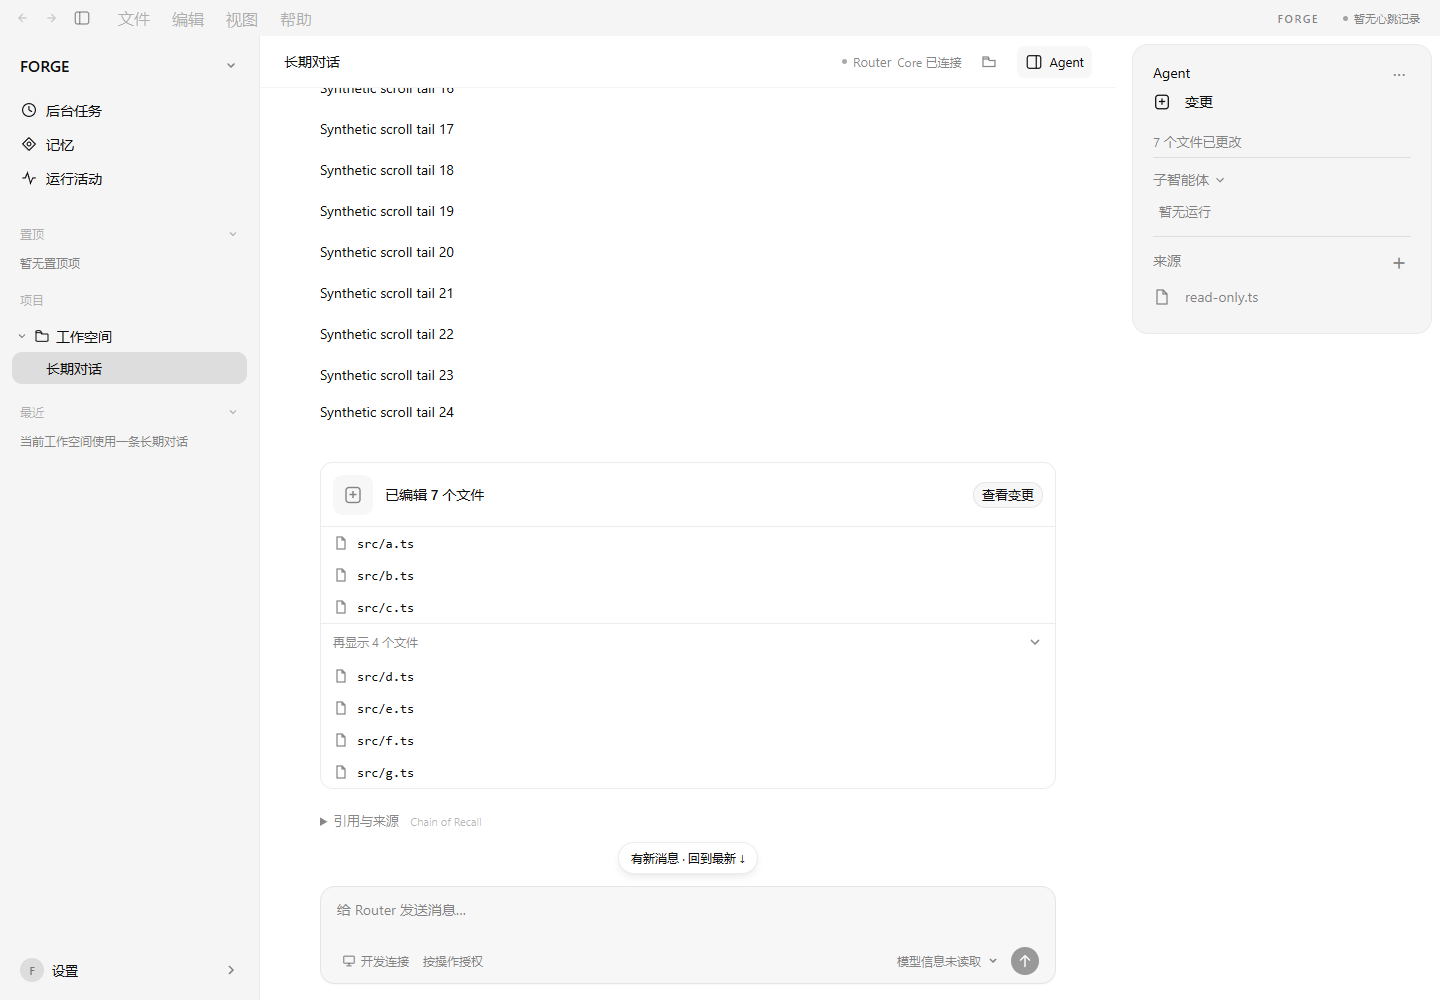 文件 编辑 视图 帮助
FORGE 暂无心跳记录
FORGE
后台任务
记忆
运行活动
置顶
暂无置顶项
项目
工作空间
长期对话
最近
当前工作空间使用一条长期对话
F 设置
长期对话
Router Core 已连接
Agent
Synthetic scroll tail 16
Synthetic scroll tail 17
Synthetic scroll tail 18
Synthetic scroll tail 19
Synthetic scroll tail 20
Synthetic scroll tail 21
Synthetic scroll tail 22
Synthetic scroll tail 23
Synthetic scroll tail 24
已编辑 7 个文件
查看变更
src/a.ts
src/b.ts
src/c.ts
再显示 4 个文件
src/d.ts
src/e.ts
src/f.ts
src/g.ts
引用与来源 Chain of Recall
有新消息 · 回到最新 ↓
给 Router 发送消息...
开发连接 按操作授权
模型信息未读取
Agent
变更
7 个文件已更改
子智能体
暂无运行
来源
read-only.ts